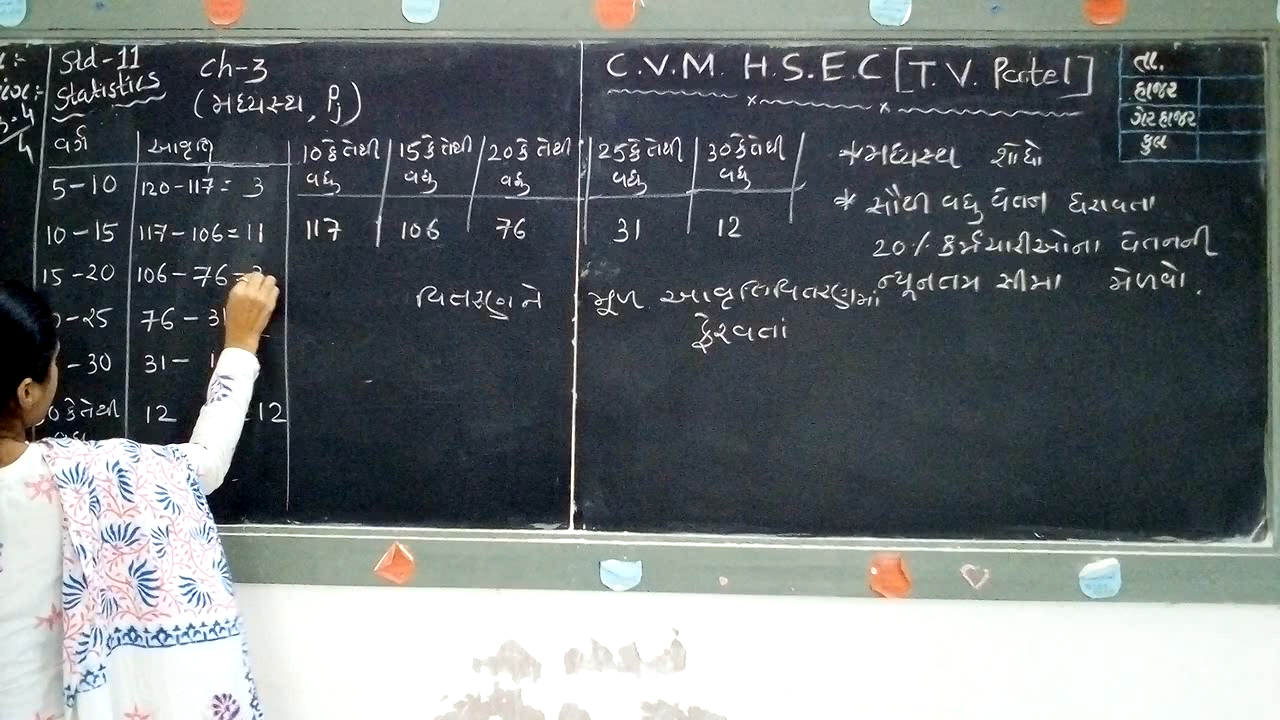 Std-11
Statistics
Ch-3
(મધ્યસ્થ, Pj)
C.V.M. H.S.E.C [T.V. Patel]
તા.
હાજર
ગેરહાજર
કુલ
વર્ગ આવૃત્તિ
5-10 120-117= 3
10-15 117-106=11
15-20 106-76=3
-25 76-31
-30 31-
કે તેથી 12 12
10 કે તેથી વધુ 15 કે તેથી વધુ 20 કે તેથી વધુ 25 કે તેથી વધુ 30 કે તેથી વધુ
117 106 76 31 12
વિતરણને મૂળ આવૃત્તિવિતરણમાં
ફેરવતાં
*મધ્યસ્થ શોધો
* સૌથી વધુ વેતન ધરાવતા
20% કર્મચારીઓના વેતનની
ન્યૂનતમ સીમા મેળવો.